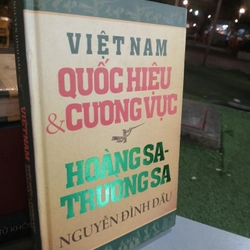 VIỆT NAM
QUỐC HIỆU
& CƯƠNG VỰC
HOÀNG SA-
TRƯỜNG SA
NGUYỄN ĐÌNH ĐẦU